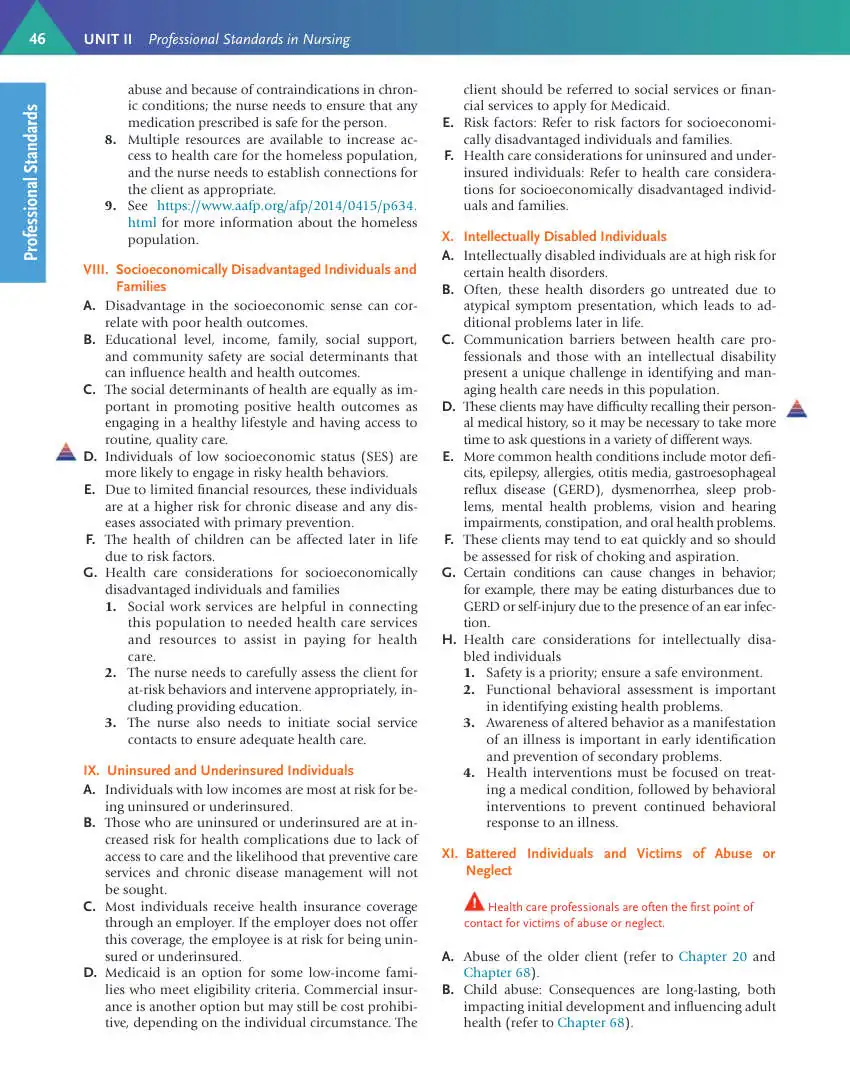 46
UNIT II Professional Standards in Nursing
Professional Standards
abuse and because of contraindications in chron-
ic conditions; the nurse needs to ensure that any
medication prescribed is safe for the person.
8. Multiple resources are available to increase ac-
cess to health care for the homeless population,
and the nurse needs to establish connections for
the client as appropriate.
9. See https://www.aafp.org/afp/2014/0415/p634.
html for more information about the homeless
population.
VIII. Socioeconomically Disadvantaged Individuals and
Families
A. Disadvantage in the socioeconomic sense can cor-
relate with poor health outcomes.
B. Educational level, income, family, social support,
and community safety are social determinants that
can influence health and health outcomes.
C. The social determinants of health are equally as im-
portant in promoting positive health outcomes as
engaging in a healthy lifestyle and having access to
routine, quality care.
D. Individuals of low socioeconomic status (SES) are
more likely to engage in risky health behaviors.
E. Due to limited financial resources, these individuals
are at a higher risk for chronic disease and any dis-
eases associated with primary prevention.
F. The health of children can be affected later in life
due to risk factors.
G. Health care considerations for socioeconomically
disadvantaged individuals and families
1. Social work services are helpful in connecting
this population to needed health care services
and resources to assist in paying for health
care.
2. The nurse needs to carefully assess the client for
at-risk behaviors and intervene appropriately, in-
cluding providing education.
3. The nurse also needs to initiate social service
contacts to ensure adequate health care.
IX. Uninsured and Underinsured Individuals
A. Individuals with low incomes are most at risk for be-
ing uninsured or underinsured.
B. Those who are uninsured or underinsured are at in-
creased risk for health complications due to lack of
access to care and the likelihood that preventive care
services and chronic disease management will not
be sought.
C. Most individuals receive health insurance coverage
through an employer. If the employer does not offer
this coverage, the employee is at risk for being unin-
sured or underinsured.
D. Medicaid is an option for some low-income fami-
lies who meet eligibility criteria. Commercial insur-
ance is another option but may still be cost prohibi-
tive, depending on the individual circumstance. The
client should be referred to social services or finan-
cial services to apply for Medicaid.
E. Risk factors: Refer to risk factors for socioeconomi-
cally disadvantaged individuals and families.
F. Health care considerations for uninsured and under-
insured individuals: Refer to health care considera-
tions for socioeconomically disadvantaged individ-
uals and families.
X. Intellectually Disabled Individuals
A. Intellectually disabled individuals are at high risk for
certain health disorders.
B. Often, these health disorders go untreated due to
atypical symptom presentation, which leads to ad-
ditional problems later in life.
C. Communication barriers between health care pro-
fessionals and those with an intellectual disability
present a unique challenge in identifying and man-
aging health care needs in this population.
D. These clients may have difficulty recalling their person-
al medical history, so it may be necessary to take more
time to ask questions in a variety of different ways.
E. More common health conditions include motor defi-
cits, epilepsy, allergies, otitis media, gastroesophageal
reflux disease (GERD), dysmenorrhea, sleep prob-
lems, mental health problems, vision and hearing
impairments, constipation, and oral health problems.
F. These clients may tend to eat quickly and so should
be assessed for risk of choking and aspiration.
G. Certain conditions can cause changes in behavior;
for example, there may be eating disturbances due to
GERD or self-injury due to the presence of an ear infec-
tion.
H. Health care considerations for intellectually disa-
bled individuals
1. Safety is a priority; ensure a safe environment.
2. Functional behavioral assessment is important
in identifying existing health problems.
3. Awareness of altered behavior as a manifestation
of an illness is important in early identification
and prevention of secondary problems.
4. Health interventions must be focused on treat-
ing a medical condition, followed by behavioral
interventions to prevent continued behavioral
response to an illness.
XI. Battered Individuals and Victims of Abuse or
Neglect
Health care professionals are often the first point of
contact for victims of abuse or neglect.
A. Abuse of the older client (refer to Chapter 20 and
Chapter 68).
B. Child abuse: Consequences are long-lasting, both
impacting initial development and influencing adult
health (refer to Chapter 68).